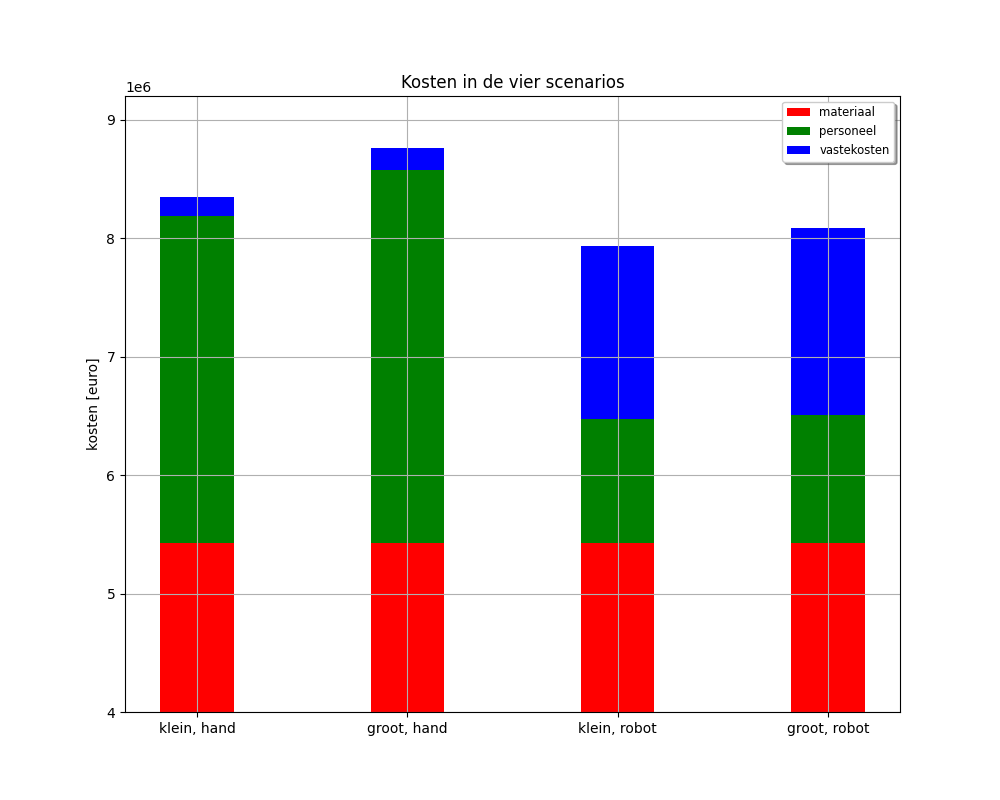 Kosten in de vier scenarios
1e6
materiaal
personeel
vastekosten
kosten [euro]
9
8
7
6
5
4
klein, hand
groot, hand
klein, robot
groot, robot